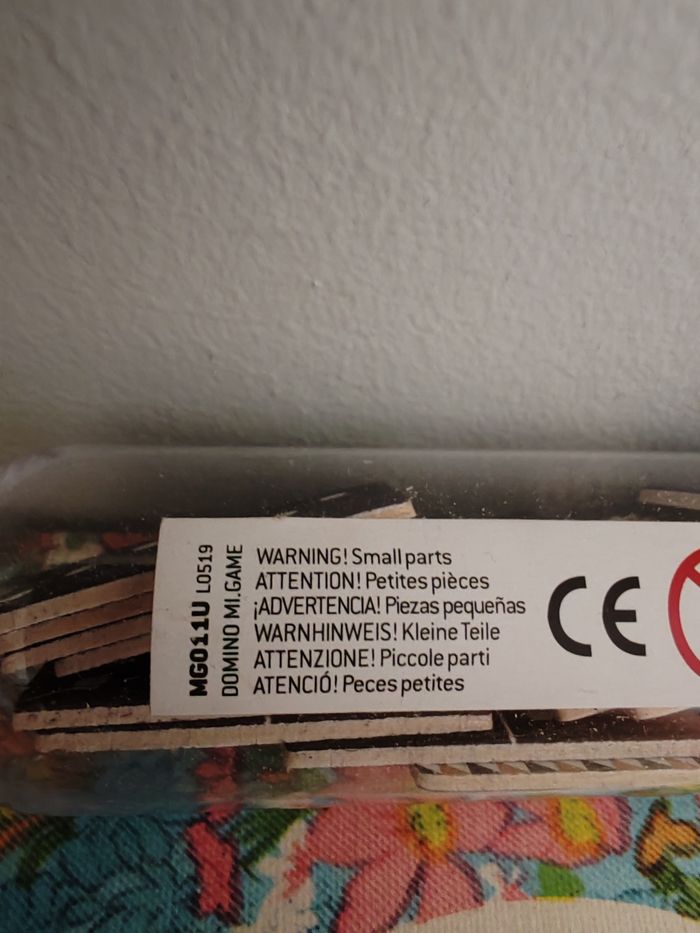 MG011U L0519
DOMINO MI.GAME
WARNING! Small parts
ATTENTION! Petites pièces
¡ADVERTENCIA! Piezas pequeñas
WARNHINWEIS! Kleine Teile
ATTENZIONE! Piccole parti
ATENCIÓ! Peces petites
CE